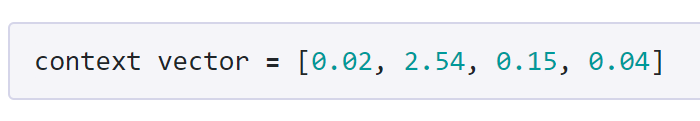 context vector = [0.02, 2.54, 0.15, 0.04]